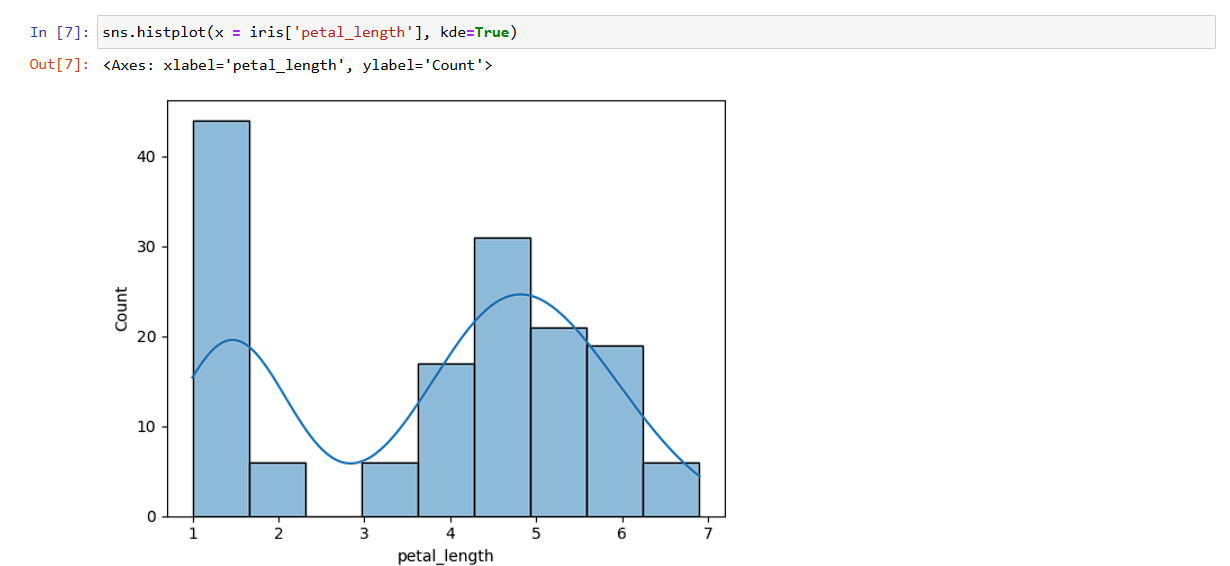 In [7]: sns.histplot(x = iris['petal_length'], kde=True)
Out[7]: <Axes: xlabel='petal_length', ylabel='Count'>
40
30
20
10
0
Count
1 2 3 4 5 6 7
petal_length